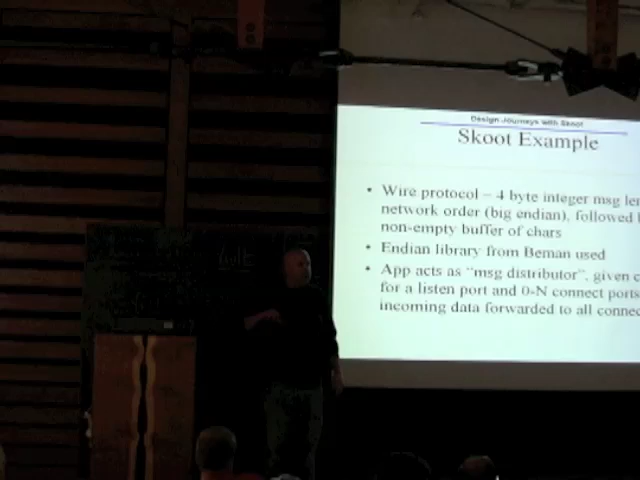 Design Journeys with Skoot
Skoot Example
• Wire protocol – 4 byte integer msg len
network order (big endian), followed b
non-empty buffer of chars
• Endian library from Beman used
• App acts as "msg distributor", given c
for a listen port and 0-N connect ports
incoming data forwarded to all connec